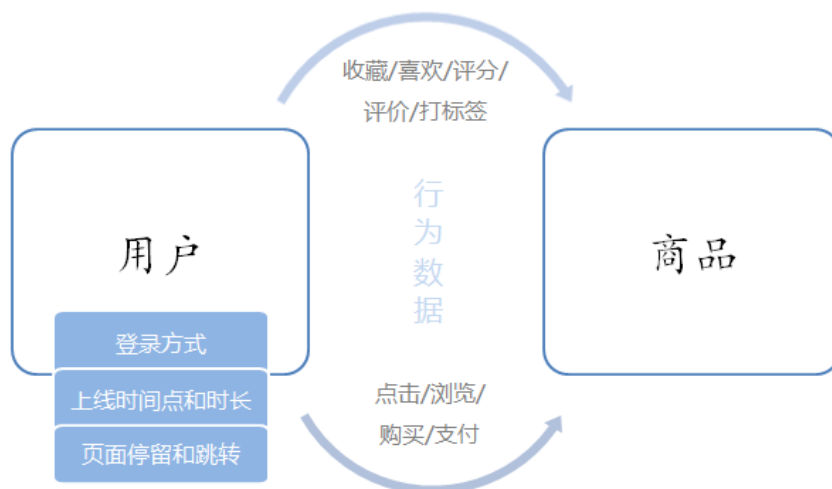 收藏/喜欢/评分/
评价/打标签
行
为
数
据
用户
商品
登录方式
上线时间点和时长
页面停留和跳转
点击/浏览/
购买/支付